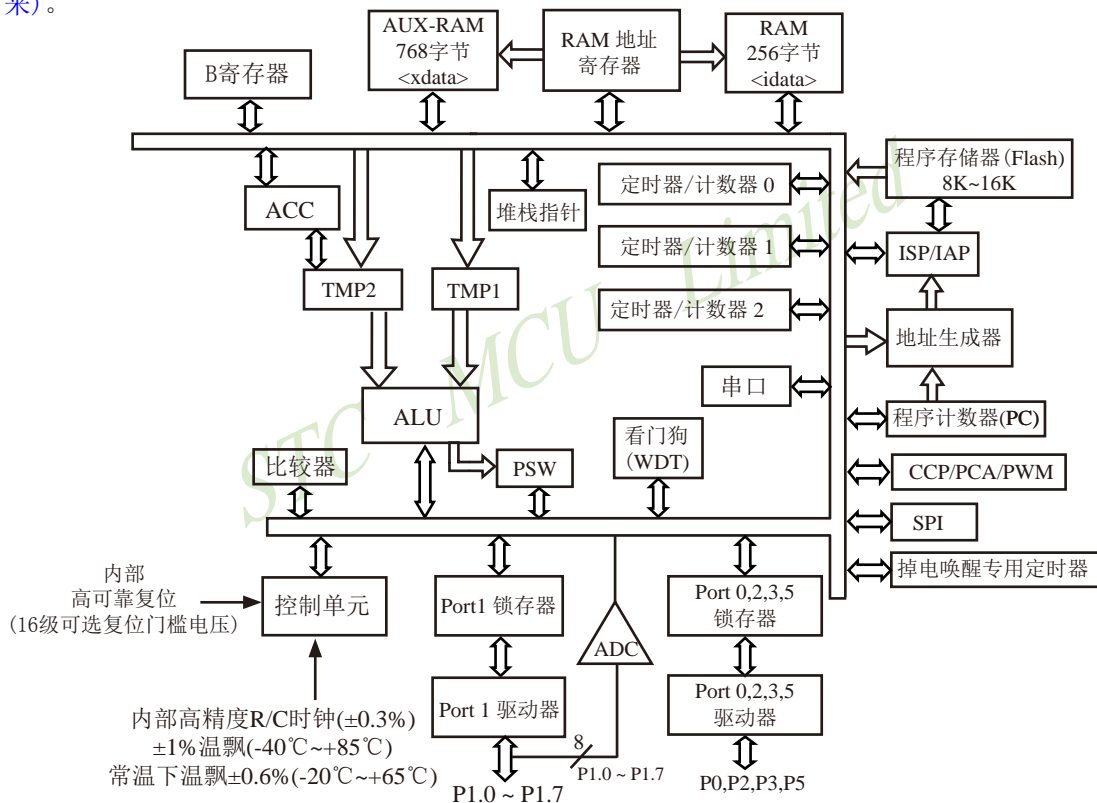 来)。
AUX-RAM
768字节
<xdata>
RAM 地址
寄存器
RAM
256字节
<idata>
B寄存器
程序存储器(Flash)
8K~16K
定时器/计数器 0
ACC
堆栈指针
定时器/计数器 1
ISP/IAP
TMP2
TMP1
定时器/计数器 2
地址生成器
串口
ALU
程序计数器(PC)
看门狗
(WDT)
比较器
PSW
CCP/PCA/PWM
SPI
掉电唤醒专用定时器
内部
高可靠复位
(16级可选复位门槛电压)
控制单元
Port1 锁存器
Port 0,2,3,5
锁存器
ADC
Port 1 驱动器
Port 0,2,3,5
驱动器
内部高精度R/C时钟(±0.3%)
±1%温飘(-40℃~+85℃)
常温下温飘±0.6%(-20℃~+65℃)
8
P1.0 ~ P1.7
P1.0 ~ P1.7
P0,P2,P3,P5
STC MCU Limited